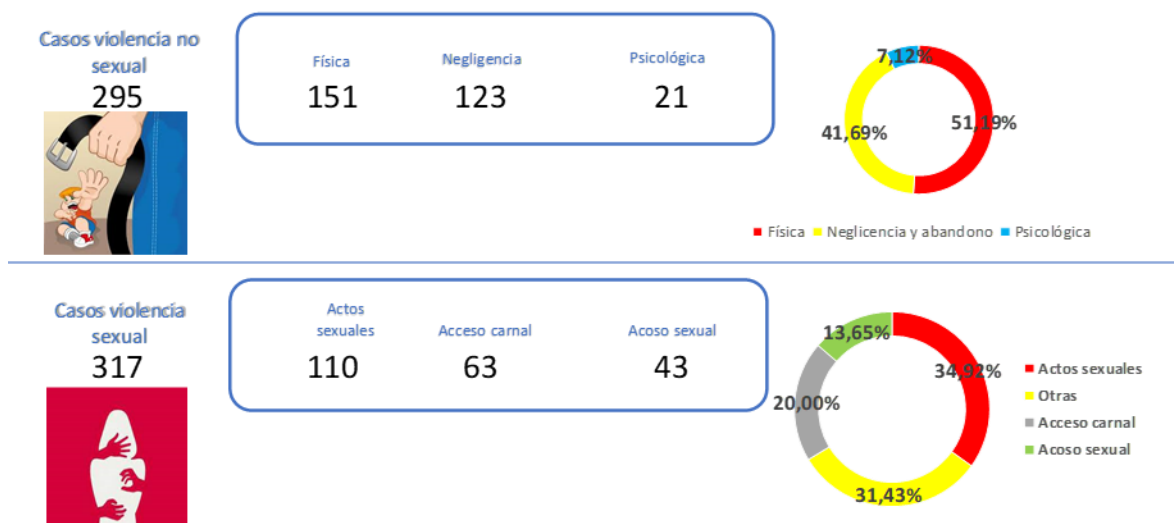 Casos violencia no
sexual
295
Física
Negligencia
Psicológica
151
123
21
7,12%
41,69%
51,19%
Física
Neglicencia y abandono
Psicológica
Casos violencia
sexual
317
Actos
sexuales
Acceso carnal
Acoso sexual
110
63
43
13,65%
34,92%
20,00%
31,43%
Actos sexuales
Otras
Acceso carnal
Acoso sexual